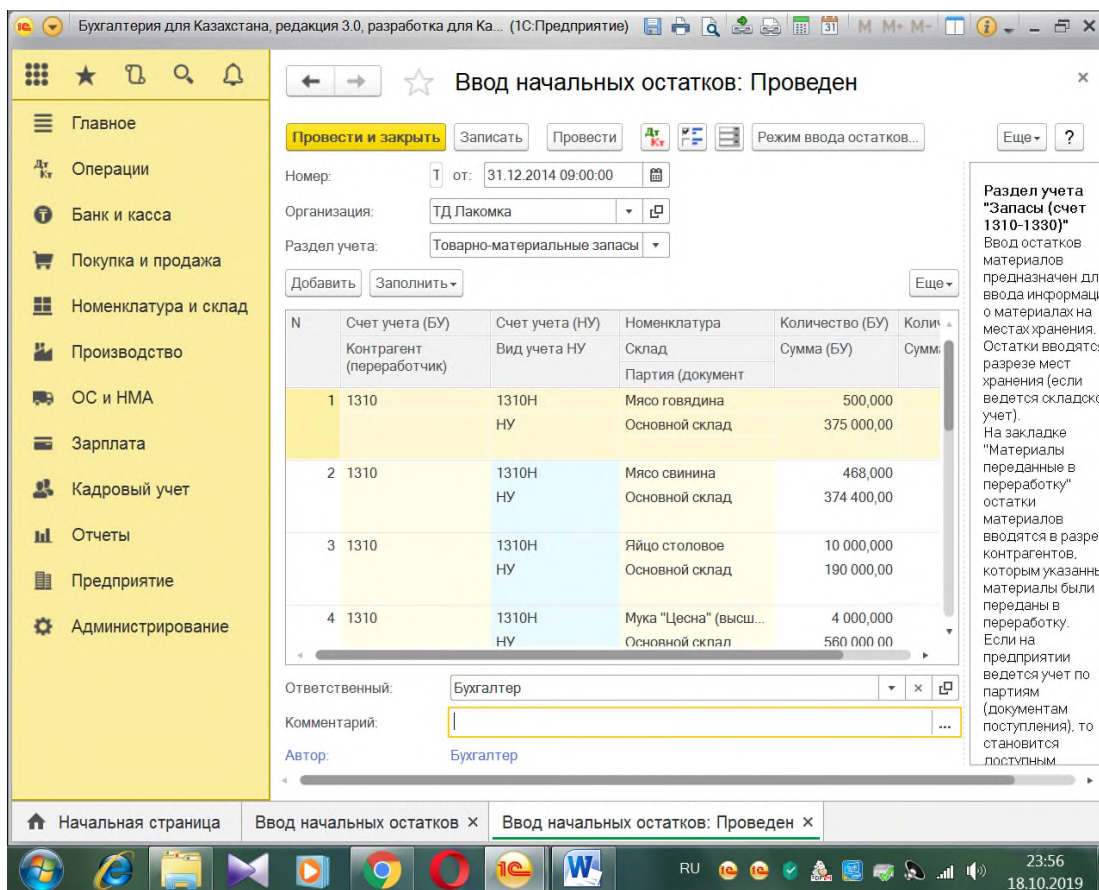 Бухгалтерия для Казахстана, редакция 3.0, разработка для Ка... (1С:Предприятие)
M M+ M-
Главное
Операции
Банк и касса
Покупка и продажа
Номенклатура и склад
Производство
ОС и НМА
Зарплата
Кадровый учет
Отчеты
Предприятие
Администрирование
Ввод начальных остатков: Проведен
Провести и закрыть Записать Провести Режим ввода остатков... Еще ?
Номер: Т от: 31.12.2014 09:00:00
Организация: ТД Лакомка
Раздел учета: Товарно-материальные запасы
Добавить Заполнить Еще
N Счет учета (БУ) Счет учета (НУ) Номенклатура Количество (БУ) Колич
Контрагент (переработчик) Вид учета НУ Склад Сумма (БУ) Сумма
Партия (документ
1 1310 1310Н Мясо говядина 500,000
НУ Основной склад 375 000,00
2 1310 1310Н Мясо свинина 468,000
НУ Основной склад 374 400,00
3 1310 1310Н Яйцо столовое 10 000,000
НУ Основной склад 190 000,00
4 1310 1310Н Мука "Цесна" (высш... 4 000,000
НУ Основной склад 560 000,00
Ответственный: Бухгалтер
Комментарий:
Автор: Бухгалтер
Раздел учета
"Запасы (счет
1310-1330)"
Ввод остатков
материалов
предназначен дл
ввода информаци
о материалах на
местах хранения.
Остатки вводятс
разрезе мест
хранения (если
ведется складско
учет).
На закладке
"Материалы
переданные в
переработку"
остатки
материалов
вводятся в разре
контрагентов,
которым указанны
материалы были
переданы в
переработку.
Если на
предприятии
ведется учет по
партиям
(документам
поступления), то
становится
доступным
Начальная страница Ввод начальных остатков × Ввод начальных остатков: Проведен ×
RU 23:56
18.10.2019